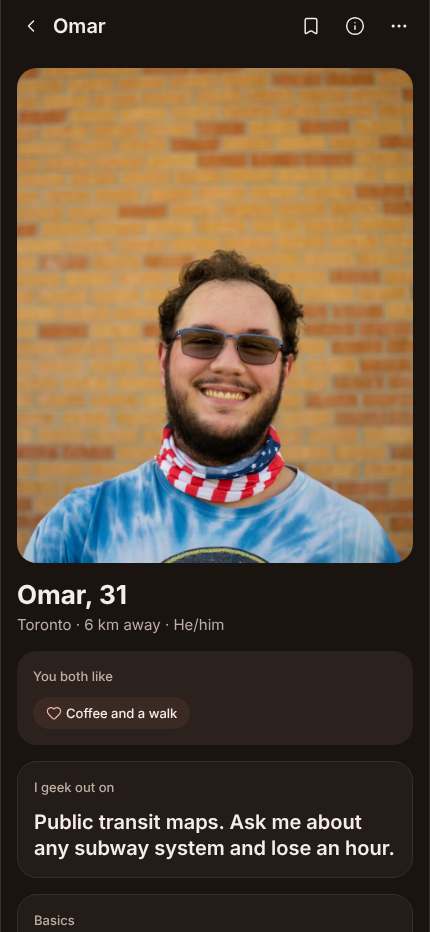 Omar
Omar, 31
Toronto · 6 km away · He/him
You both like
Coffee and a walk
I geek out on
Public transit maps. Ask me about
any subway system and lose an hour.
Basics